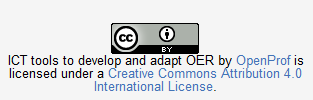 cc
BY
ICT tools to develop and adapt OER by OpenProf is
licensed under a Creative Commons Attribution 4.0
International License.